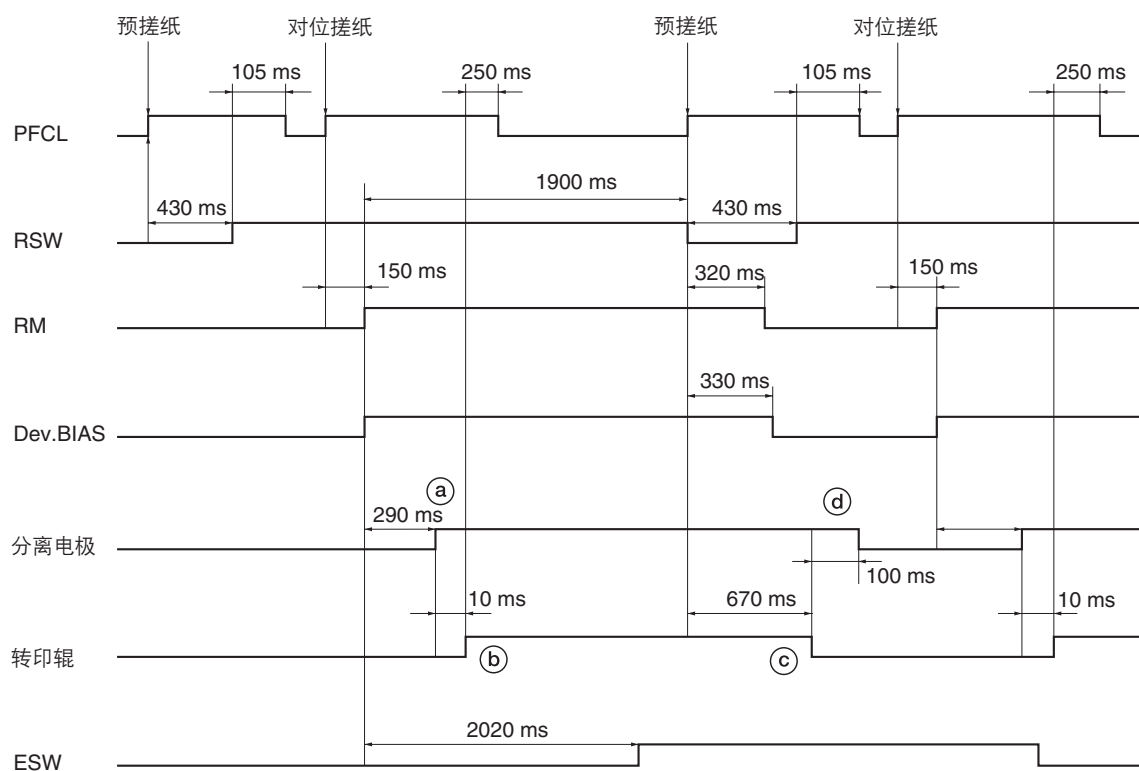 预搓纸 对位搓纸 预搓纸 对位搓纸
105 ms 250 ms 105 ms 250 ms
PFCL
1900 ms
430 ms 430 ms
RSW
150 ms 320 ms 150 ms
RM
330 ms
Dev.BIAS
a d
290 ms
分离电极
100 ms
10 ms 670 ms 10 ms
转印辊
b c
2020 ms
ESW